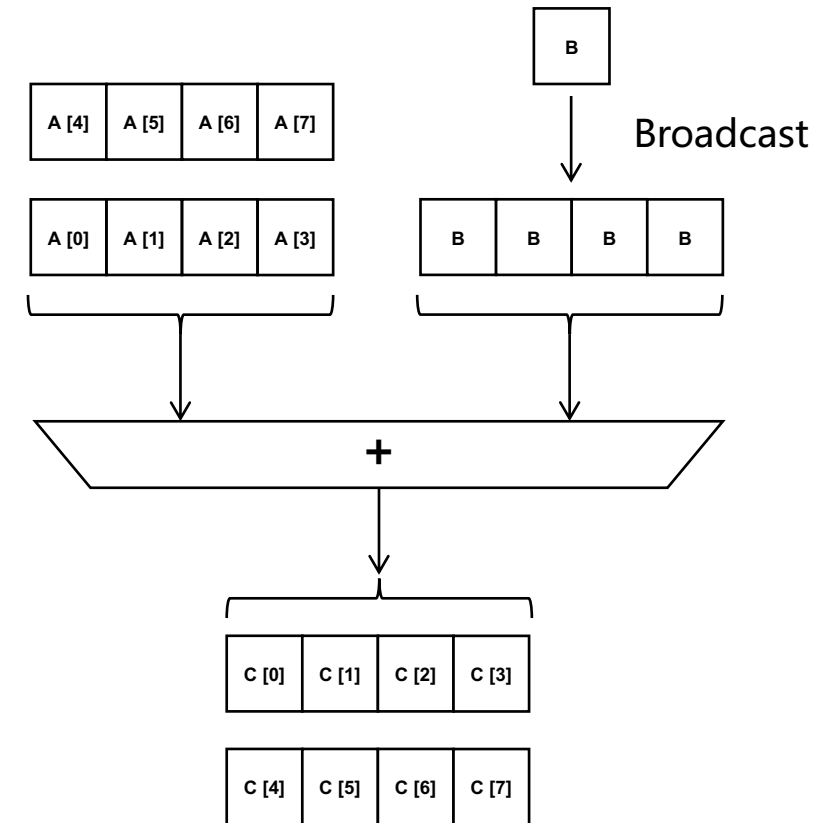 B
Broadcast
A [4] A [5] A [6] A [7]
A [0] A [1] A [2] A [3]
B B B B
+
C [0] C [1] C [2] C [3]
C [4] C [5] C [6] C [7]